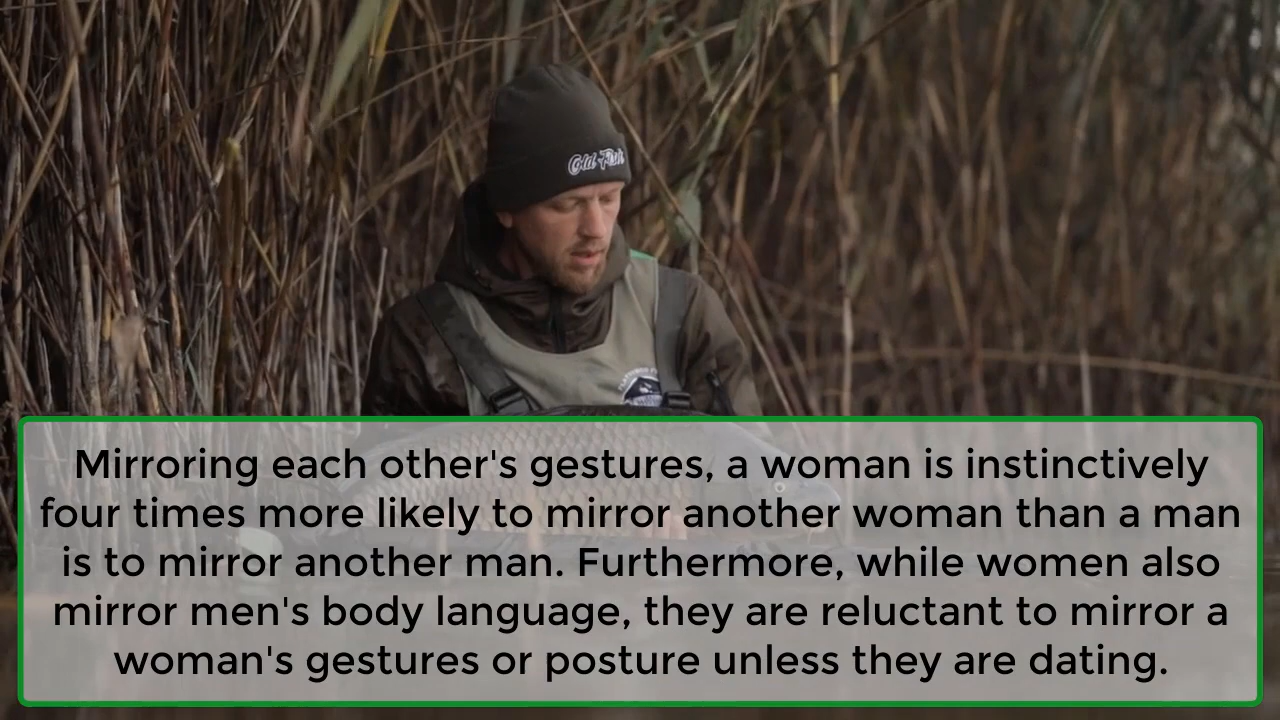 Old Fish
Mirroring each other's gestures, a woman is instinctively
four times more likely to mirror another woman than a man
is to mirror another man. Furthermore, while women also
mirror men's body language, they are reluctant to mirror a
woman's gestures or posture unless they are dating.